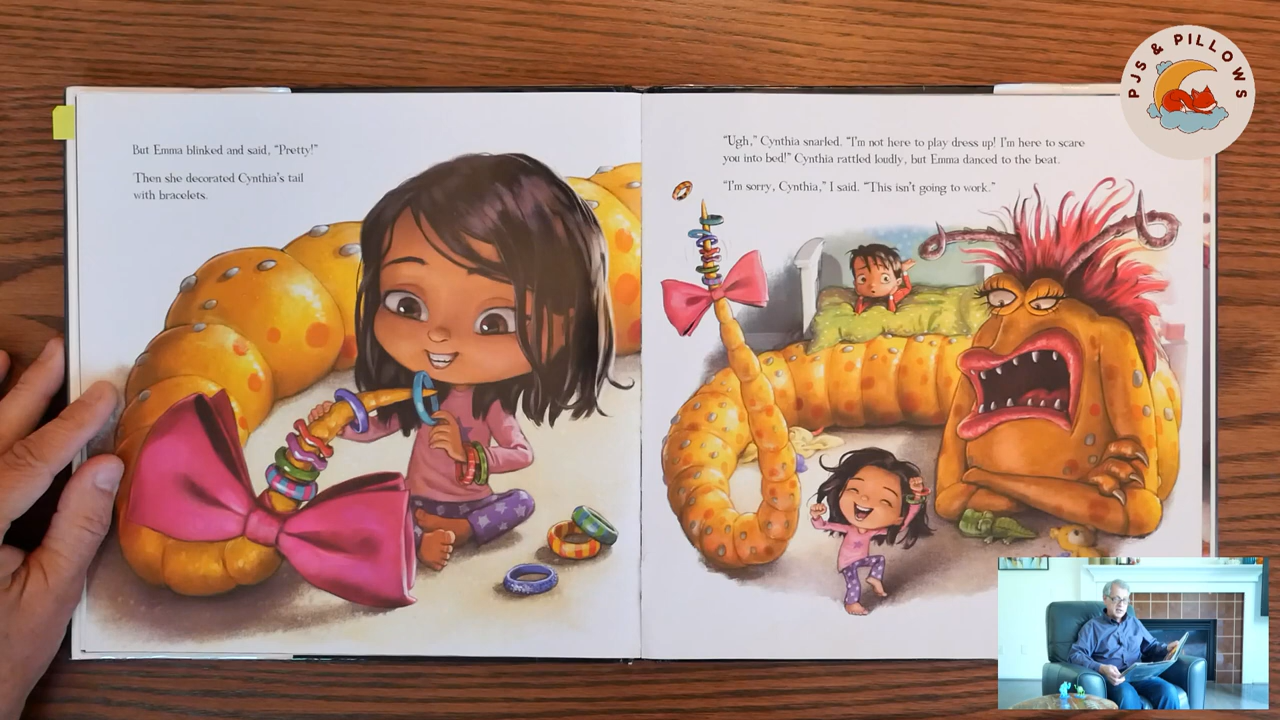 But Emma blinked and said, “Pretty!”
Then she decorated Cynthia’s tail
with bracelets.
“Ugh,” Cynthia snarled. “I’m not here to play dress up! I’m here to scare
you into bed!” Cynthia rattled loudly, but Emma danced to the beat.
“I’m sorry, Cynthia,” I said. “This isn’t going to work.”
PJS & PILLOWS